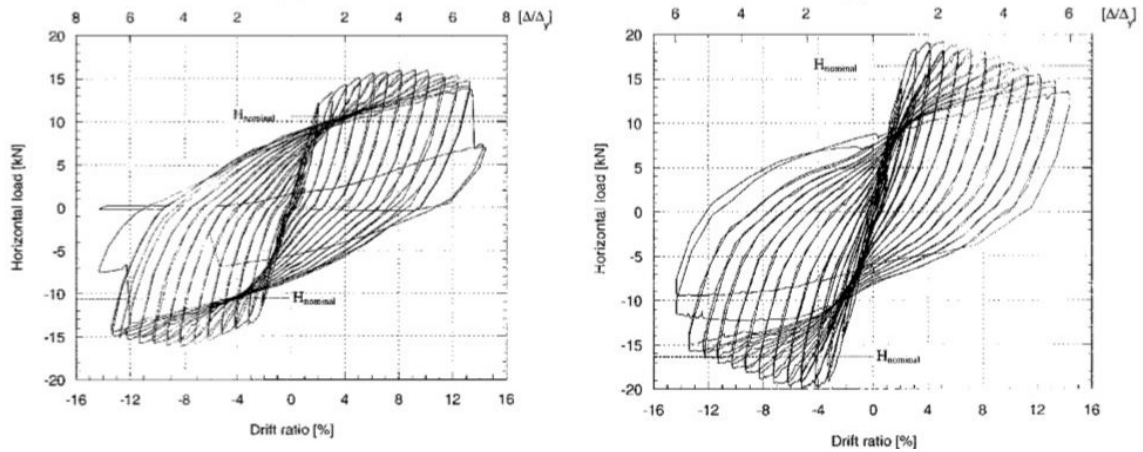 8 6 4 2 2 4 6 8 [Δ/Δy]
20
15
10
5
0
-5
-10
-15
-20
Horizontal load [kN]
Hnominal
Hnominal
-16 -12 -8 -4 0 4 8 12 16
Drift ratio [%]
6 4 2 2 4 6 [Δ/Δy]
20
15
10
5
0
-5
-10
-15
-20
Horizontal load [kN]
Hnominal
Hnominal
-16 -12 -8 -4 0 4 8 12 16
Drift ratio [%]